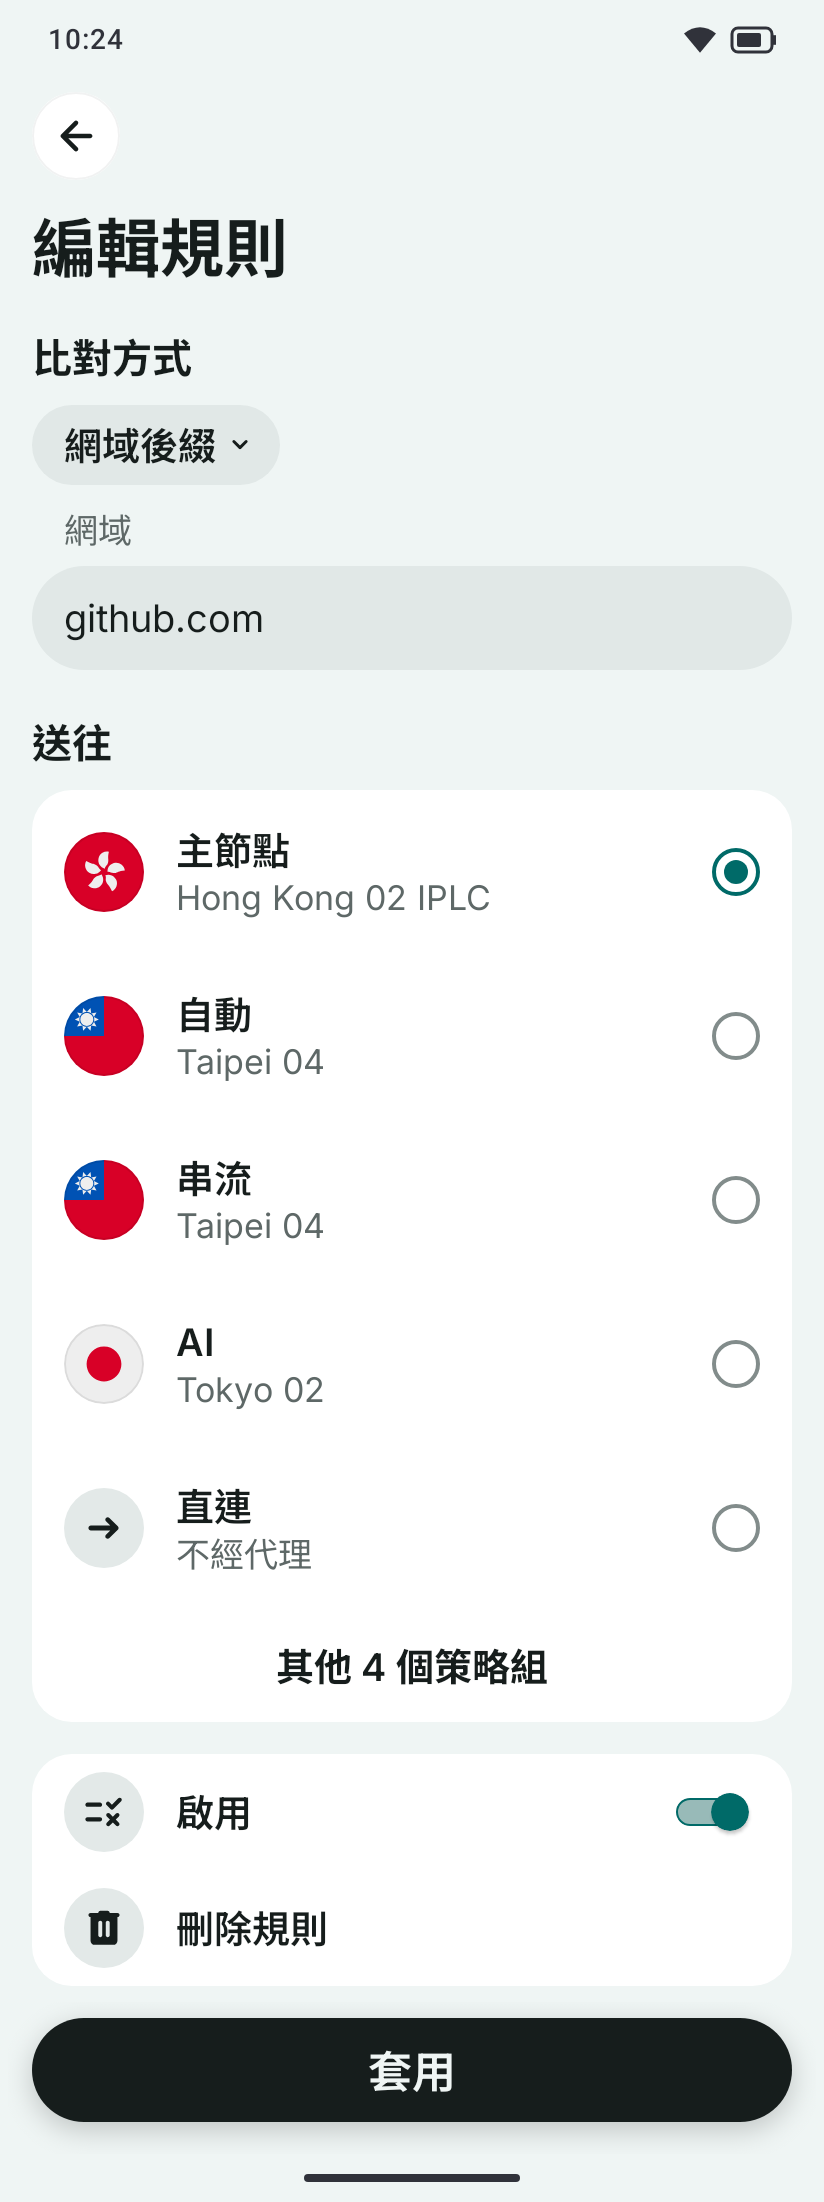 10:24
編輯規則
比對方式
網域後綴
網域
github.com
送往
主節點
Hong Kong 02 IPLC
自動
Taipei 04
串流
Taipei 04
AI
Tokyo 02
直連
不經代理
其他 4 個策略組
啟用
刪除規則
套用